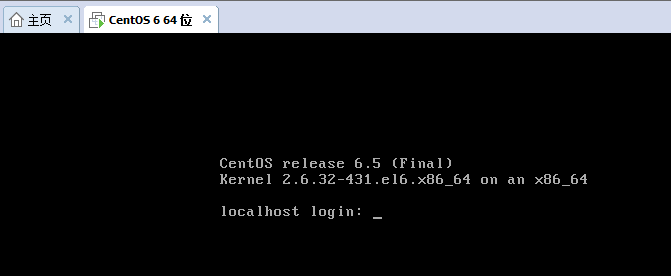 主页
CentOS 6 64 位
CentOS release 6.5 (Final)
Kernel 2.6.32-431.el6.x86_64 on an x86_64
localhost login: _